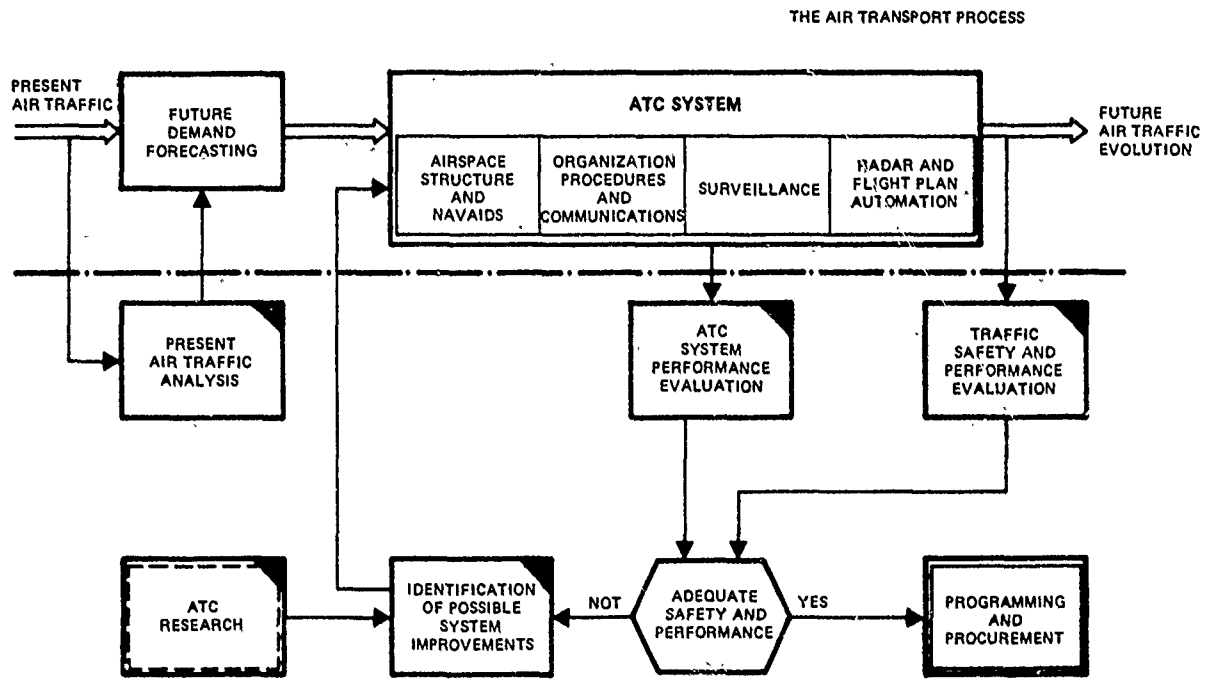 THE AIR TRANSPORT PROCESS
PRESENT
AIR TRAFFIC
FUTURE
DEMAND
FORECASTING
ATC SYSTEM
AIRSPACE
STRUCTURE
AND
NAVAIDS
ORGANIZATION
PROCEDURES
AND
COMMUNICATIONS
SURVEILLANCE
RADAR AND
FLIGHT PLAN
AUTOMATION
FUTURE
AIR TRAFFIC
EVOLUTION
PRESENT
AIR TRAFFIC
ANALYSIS
ATC
SYSTEM
PERFORMANCE
EVALUATION
TRAFFIC
SAFETY AND
PERFORMANCE
EVALUATION
ATC
RESEARCH
IDENTIFICATION
OF POSSIBLE
SYSTEM
IMPROVEMENTS
NOT
ADEQUATE
SAFETY AND
PERFORMANCE
YES
PROGRAMMING
AND
PROCUREMENT